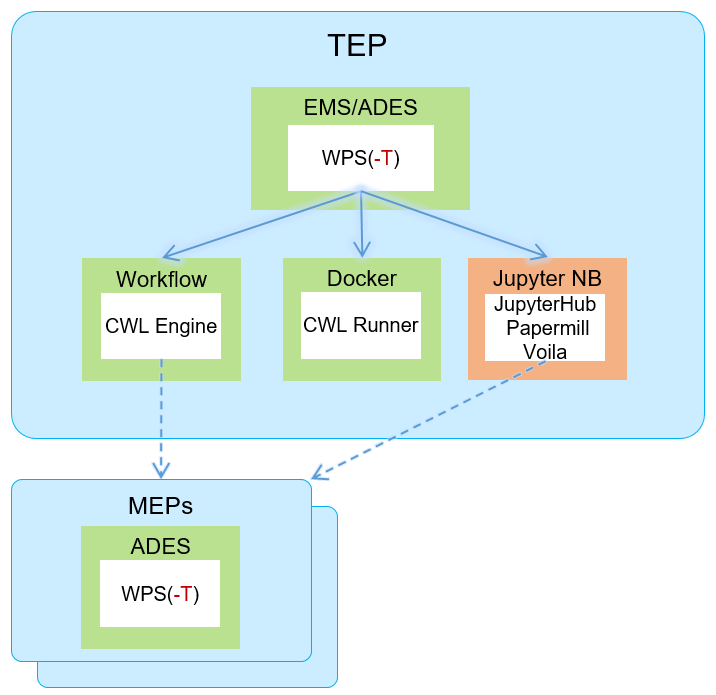 TEP
EMS/ADES
WPS(-T)
Workflow
CWL Engine
Docker
CWL Runner
Jupyter NB
JupyterHub
Papermill
Voila
MEPs
ADES
WPS(-T)